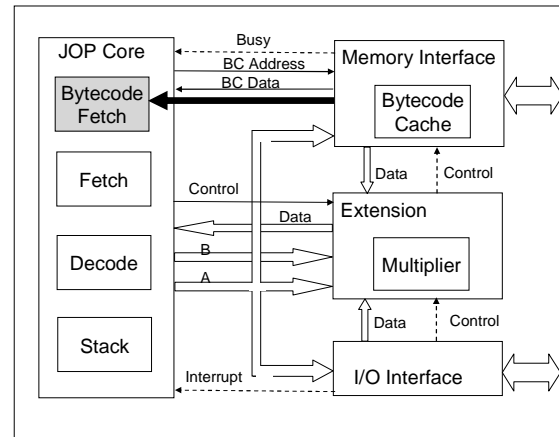 JOP Core
Busy
Memory Interface
BC Address
BC Data
Bytecode
Fetch
Bytecode
Cache
Fetch
Data
Control
Control
Extension
Data
B
Decode
Multiplier
A
Stack
Data
Control
Interrupt
I/O Interface